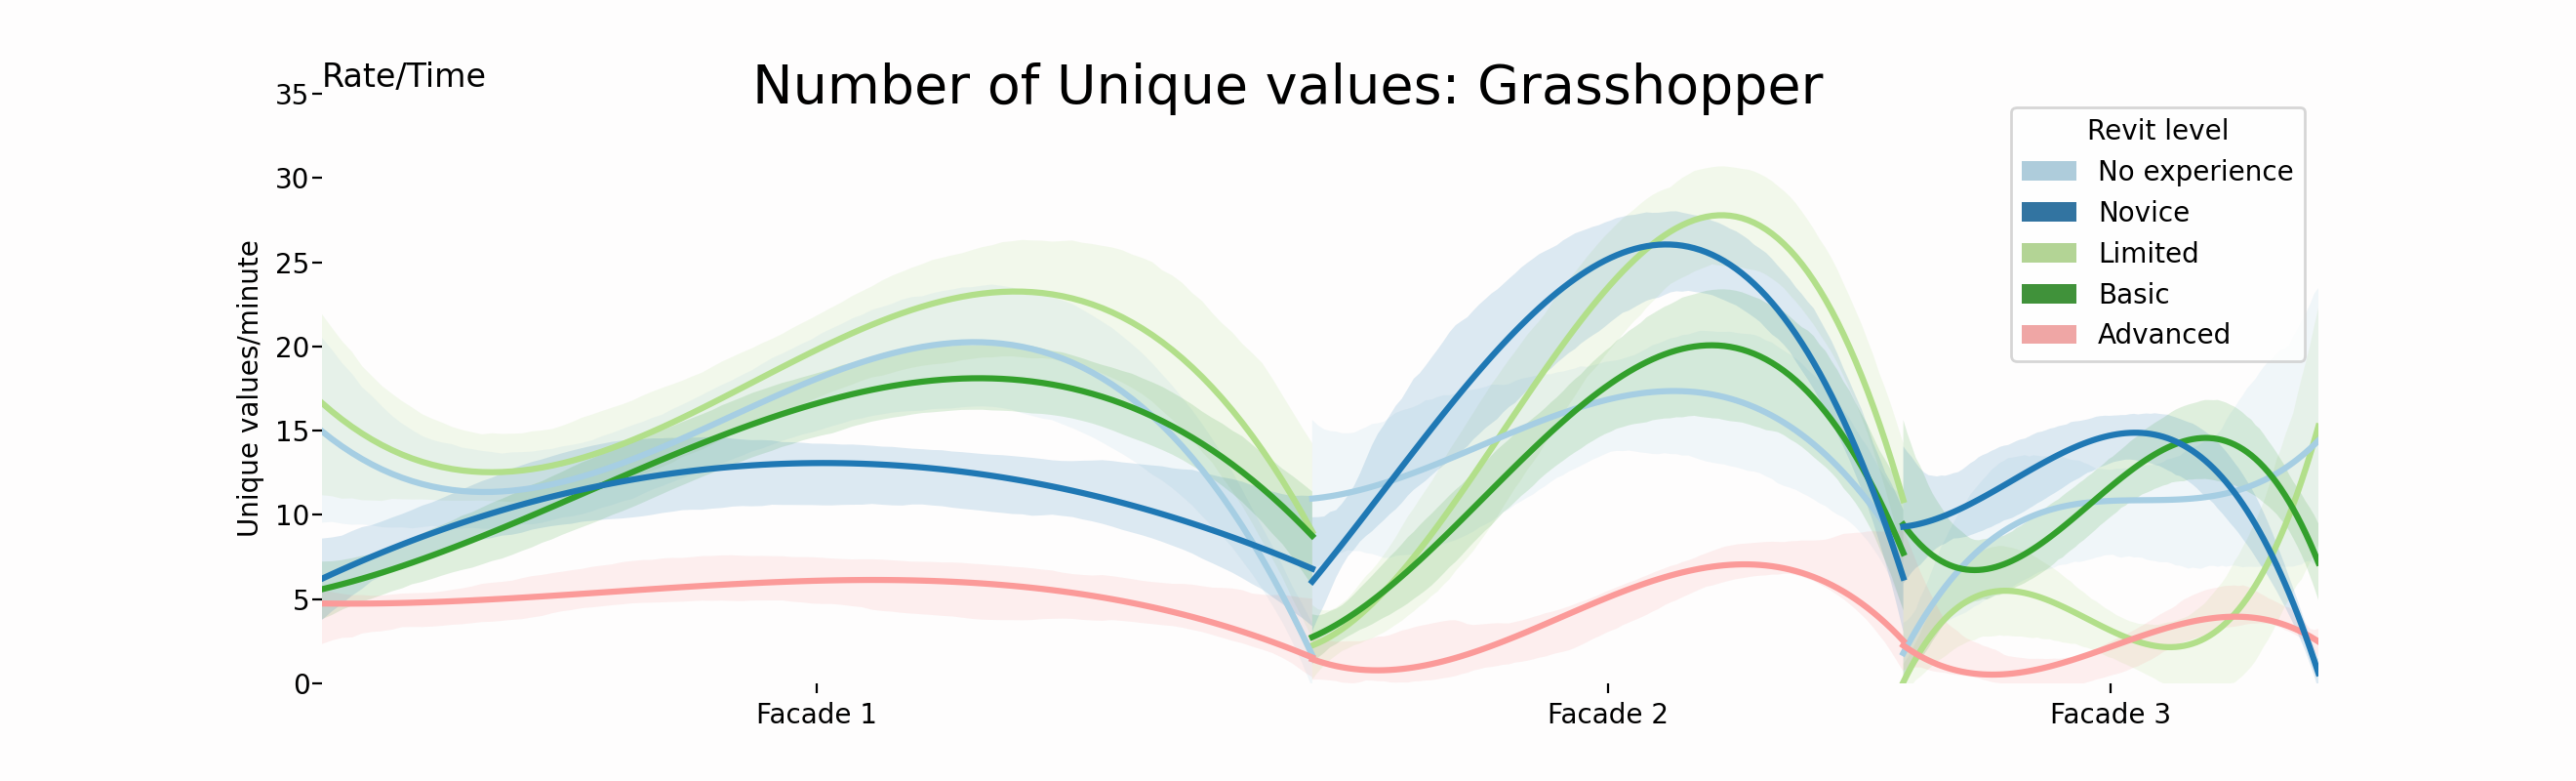 Number of Unique values: Grasshopper
Rate/Time
Unique values/minute
35
30
25
20
15
10
5
0
Facade 1
Facade 2
Facade 3
Revit level
No experience
Novice
Limited
Basic
Advanced